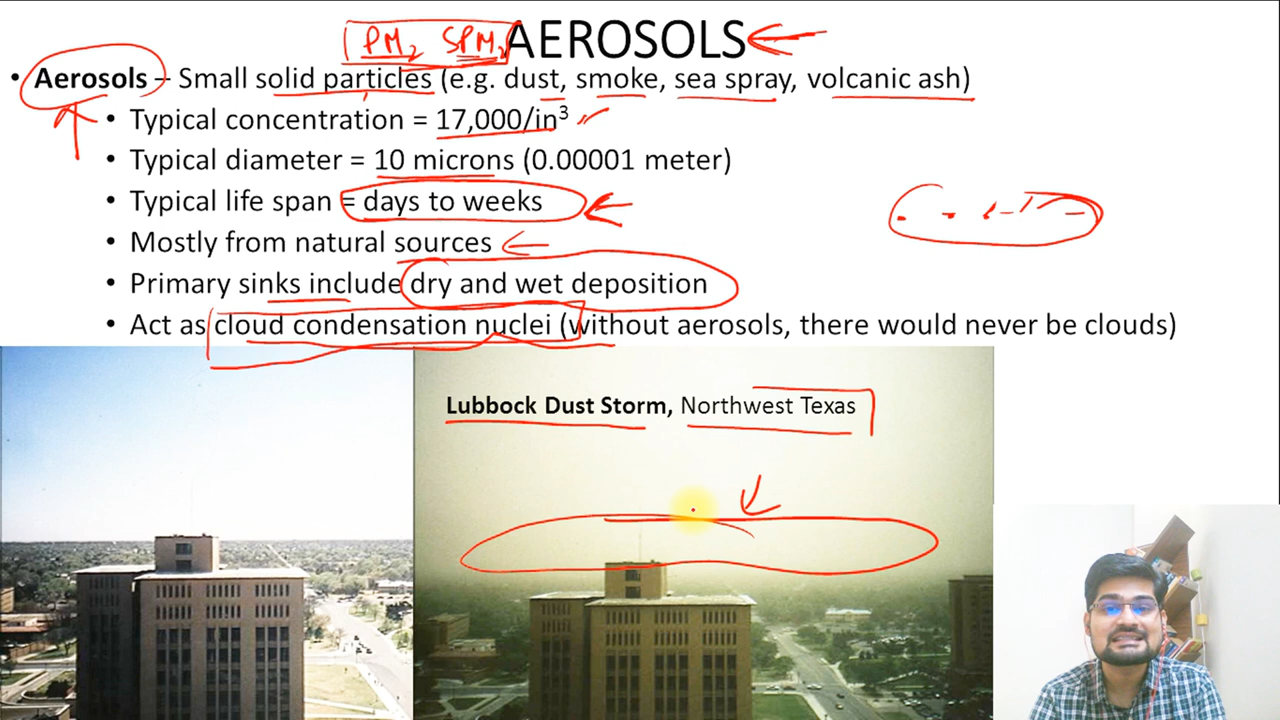 PM2 SPM2 AEROSOLS
• Aerosols – Small solid particles (e.g. dust, smoke, sea spray, volcanic ash)
• Typical concentration = 17,000/in³
• Typical diameter = 10 microns (0.00001 meter)
• Typical life span = days to weeks
• Mostly from natural sources
• Primary sinks include dry and wet deposition
• Act as cloud condensation nuclei (without aerosols, there would never be clouds)
Lubbock Dust Storm, Northwest Texas